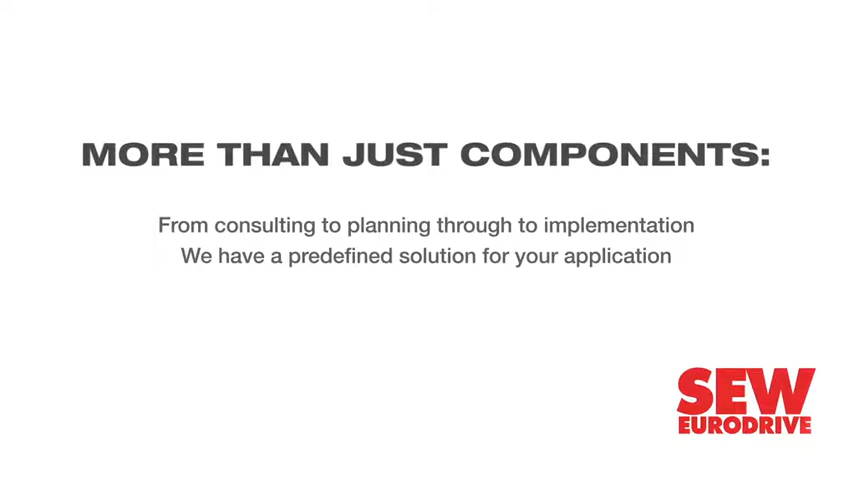 MORE THAN JUST COMPONENTS:
From consulting to planning through to implementation
We have a predefined solution for your application
SEW
EURODRIVE